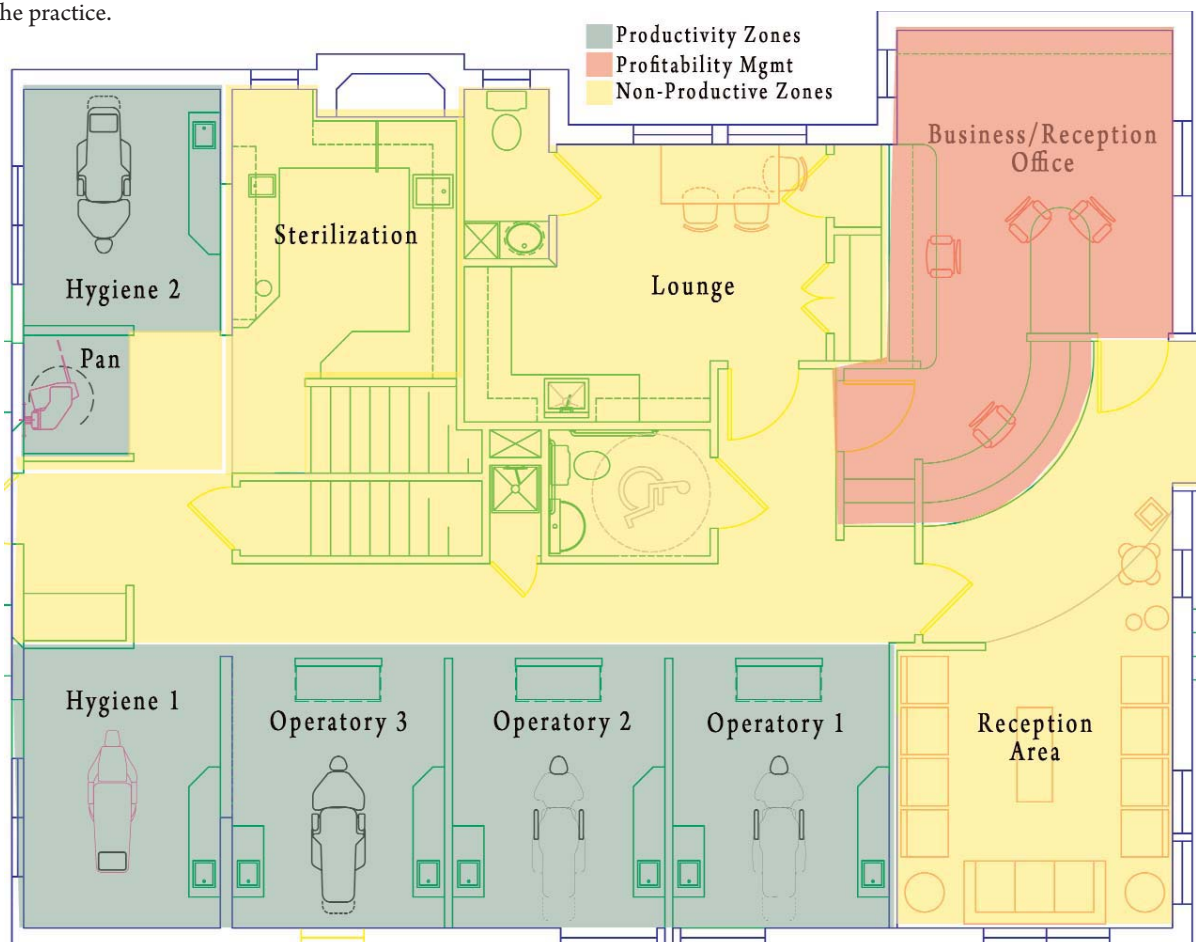 he practice.
Productivity Zones
Profitability Mgmt
Non-Productive Zones
Business/Reception
Office
Sterilization
Lounge
Hygiene 2
Pan
Hygiene 1
Operatory 3
Operatory 2
Operatory 1
Reception
Area